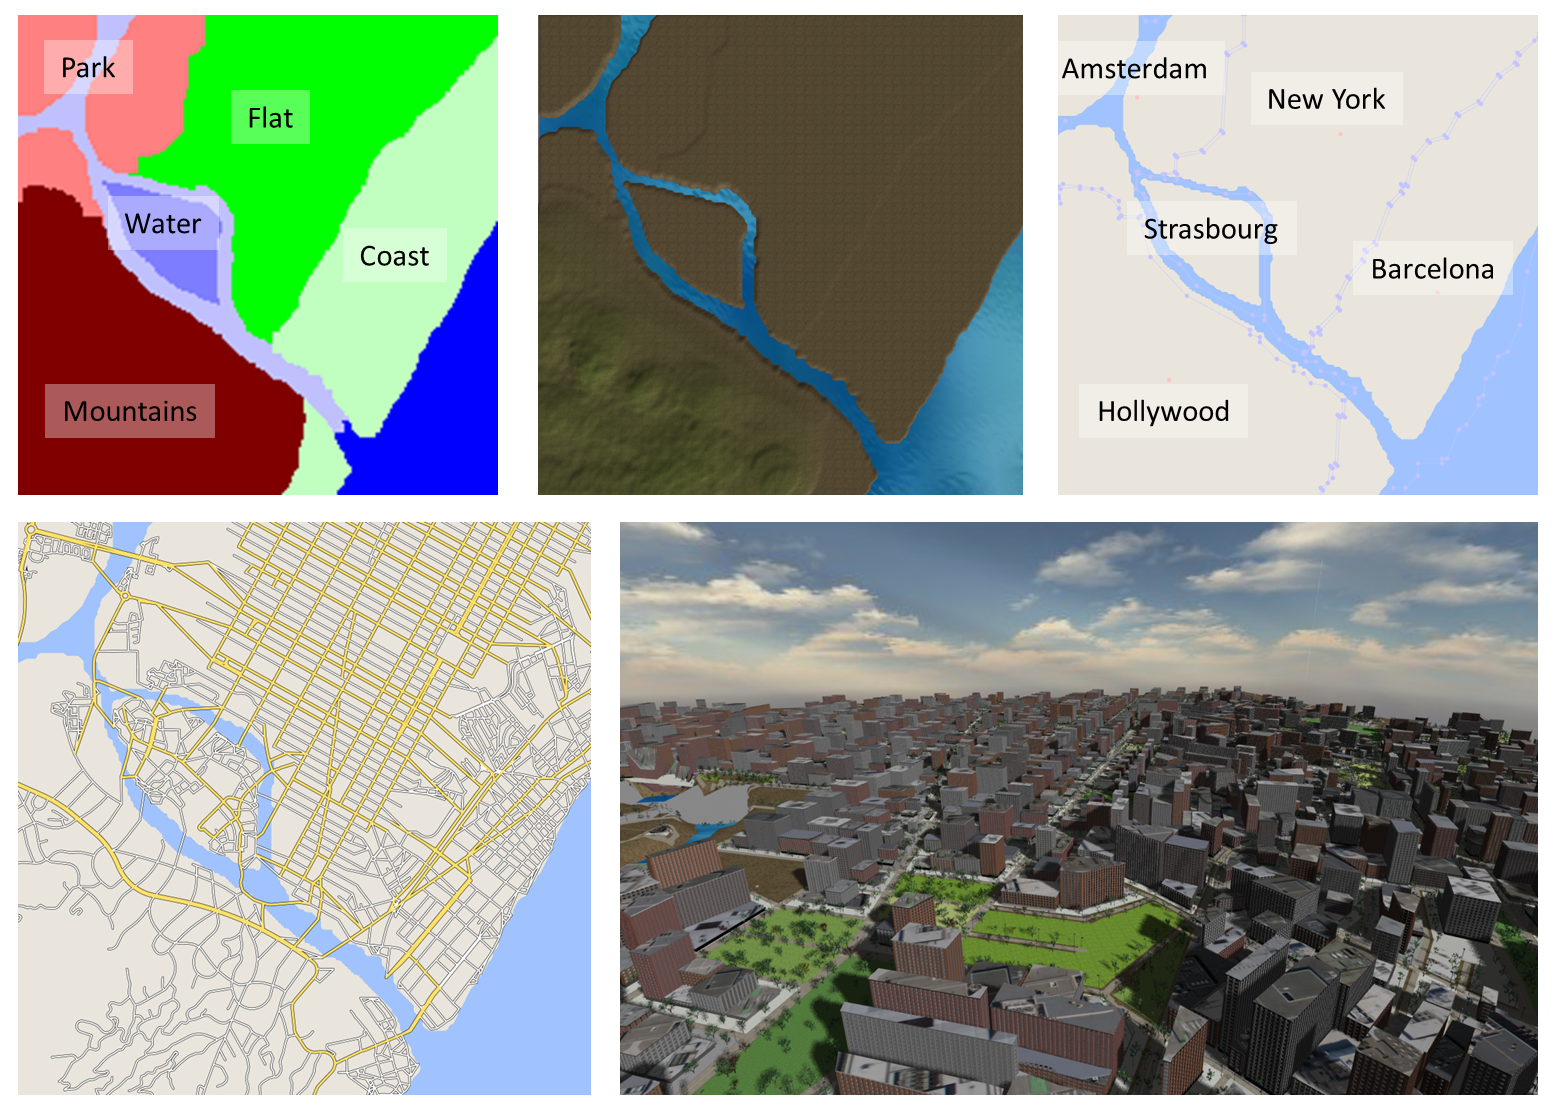 Park
Flat
Water
Coast
Mountains
Amsterdam
New York
Strasbourg
Barcelona
Hollywood